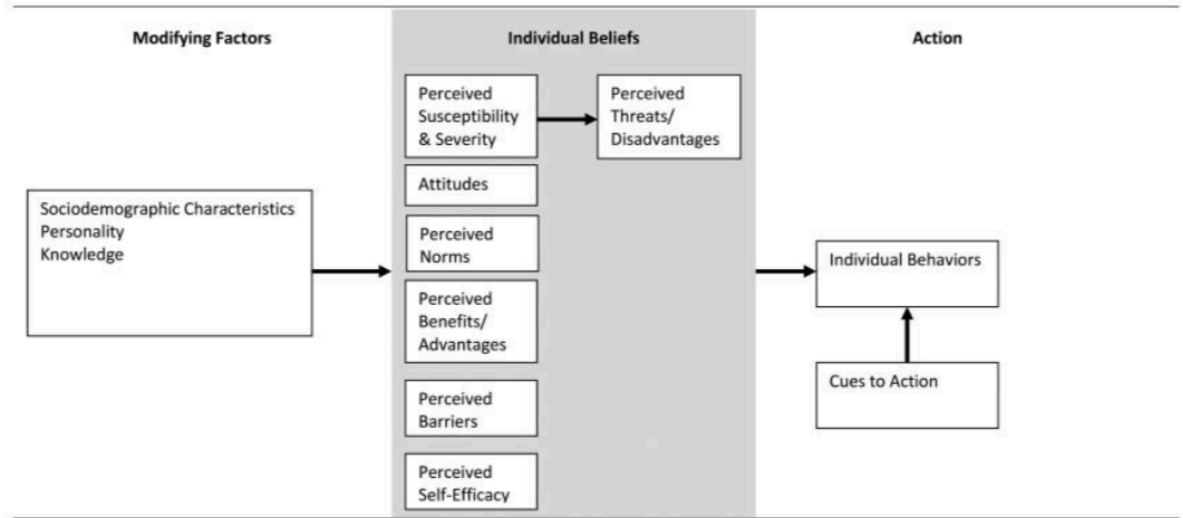 Modifying Factors
Individual Beliefs
Action
Perceived
Susceptibility
& Severity
Perceived
Threats/
Disadvantages
Attitudes
Sociodemographic Characteristics
Personality
Knowledge
Perceived
Norms
Perceived
Benefits/
Advantages
Perceived
Barriers
Perceived
Self-Efficacy
Individual Behaviors
Cues to Action